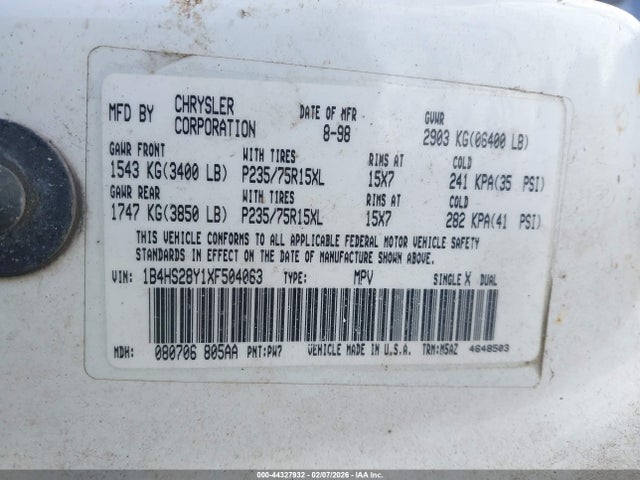 MFD BY CHRYSLER CORPORATION DATE OF MFR 8-98 GVWR 2903 KG(06400 LB)
GAWR FRONT WITH TIRES RIMS AT COLD
1543 KG(3400 LB) P235/75R15XL 15X7 241 KPA(35 PSI)
GAWR REAR WITH TIRES RIMS AT COLD
1747 KG(3850 LB) P235/75R15XL 15X7 282 KPA(41 PSI)
THIS VEHICLE CONFORMS TO ALL APPLICABLE FEDERAL MOTOR VEHICLE SAFETY
STANDARDS IN EFFECT ON THE DATE OF MANUFACTURE SHOWN ABOVE.
VIN: 1B4HS28Y1XF504063 TYPE: MPV SINGLE X DUAL
MDH: 080706 805AA PNT:PW7 VEHICLE MADE IN U.S.A. TRM:M5AZ 4648503
000-44327932 - 02/07/2026 - Copyright: IAA, Inc.